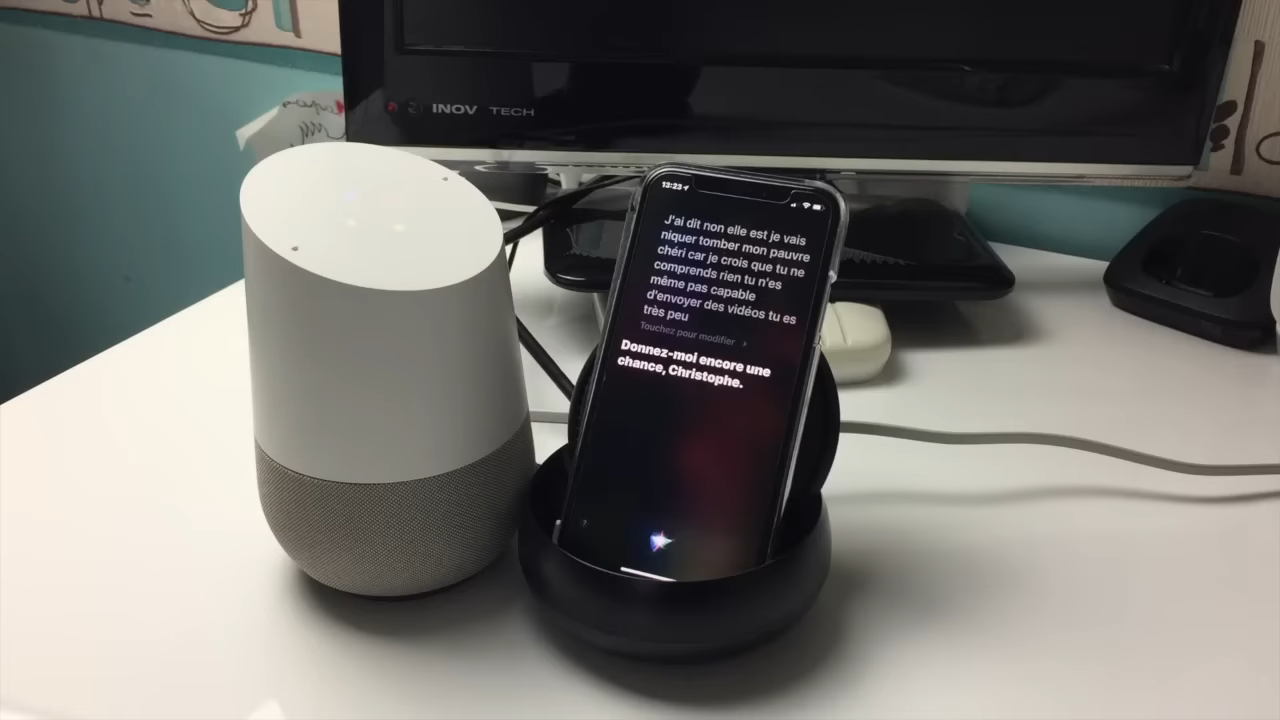 INOV TECH
13:23
J'ai dit non elle est je vais
niquer tomber mon pauvre
chéri car je crois que tu ne
comprends rien tu n'es
même pas capable
d'envoyer des vidéos tu es
très peu
Touchez pour modifier >
Donnez-moi encore une
chance, Christophe.